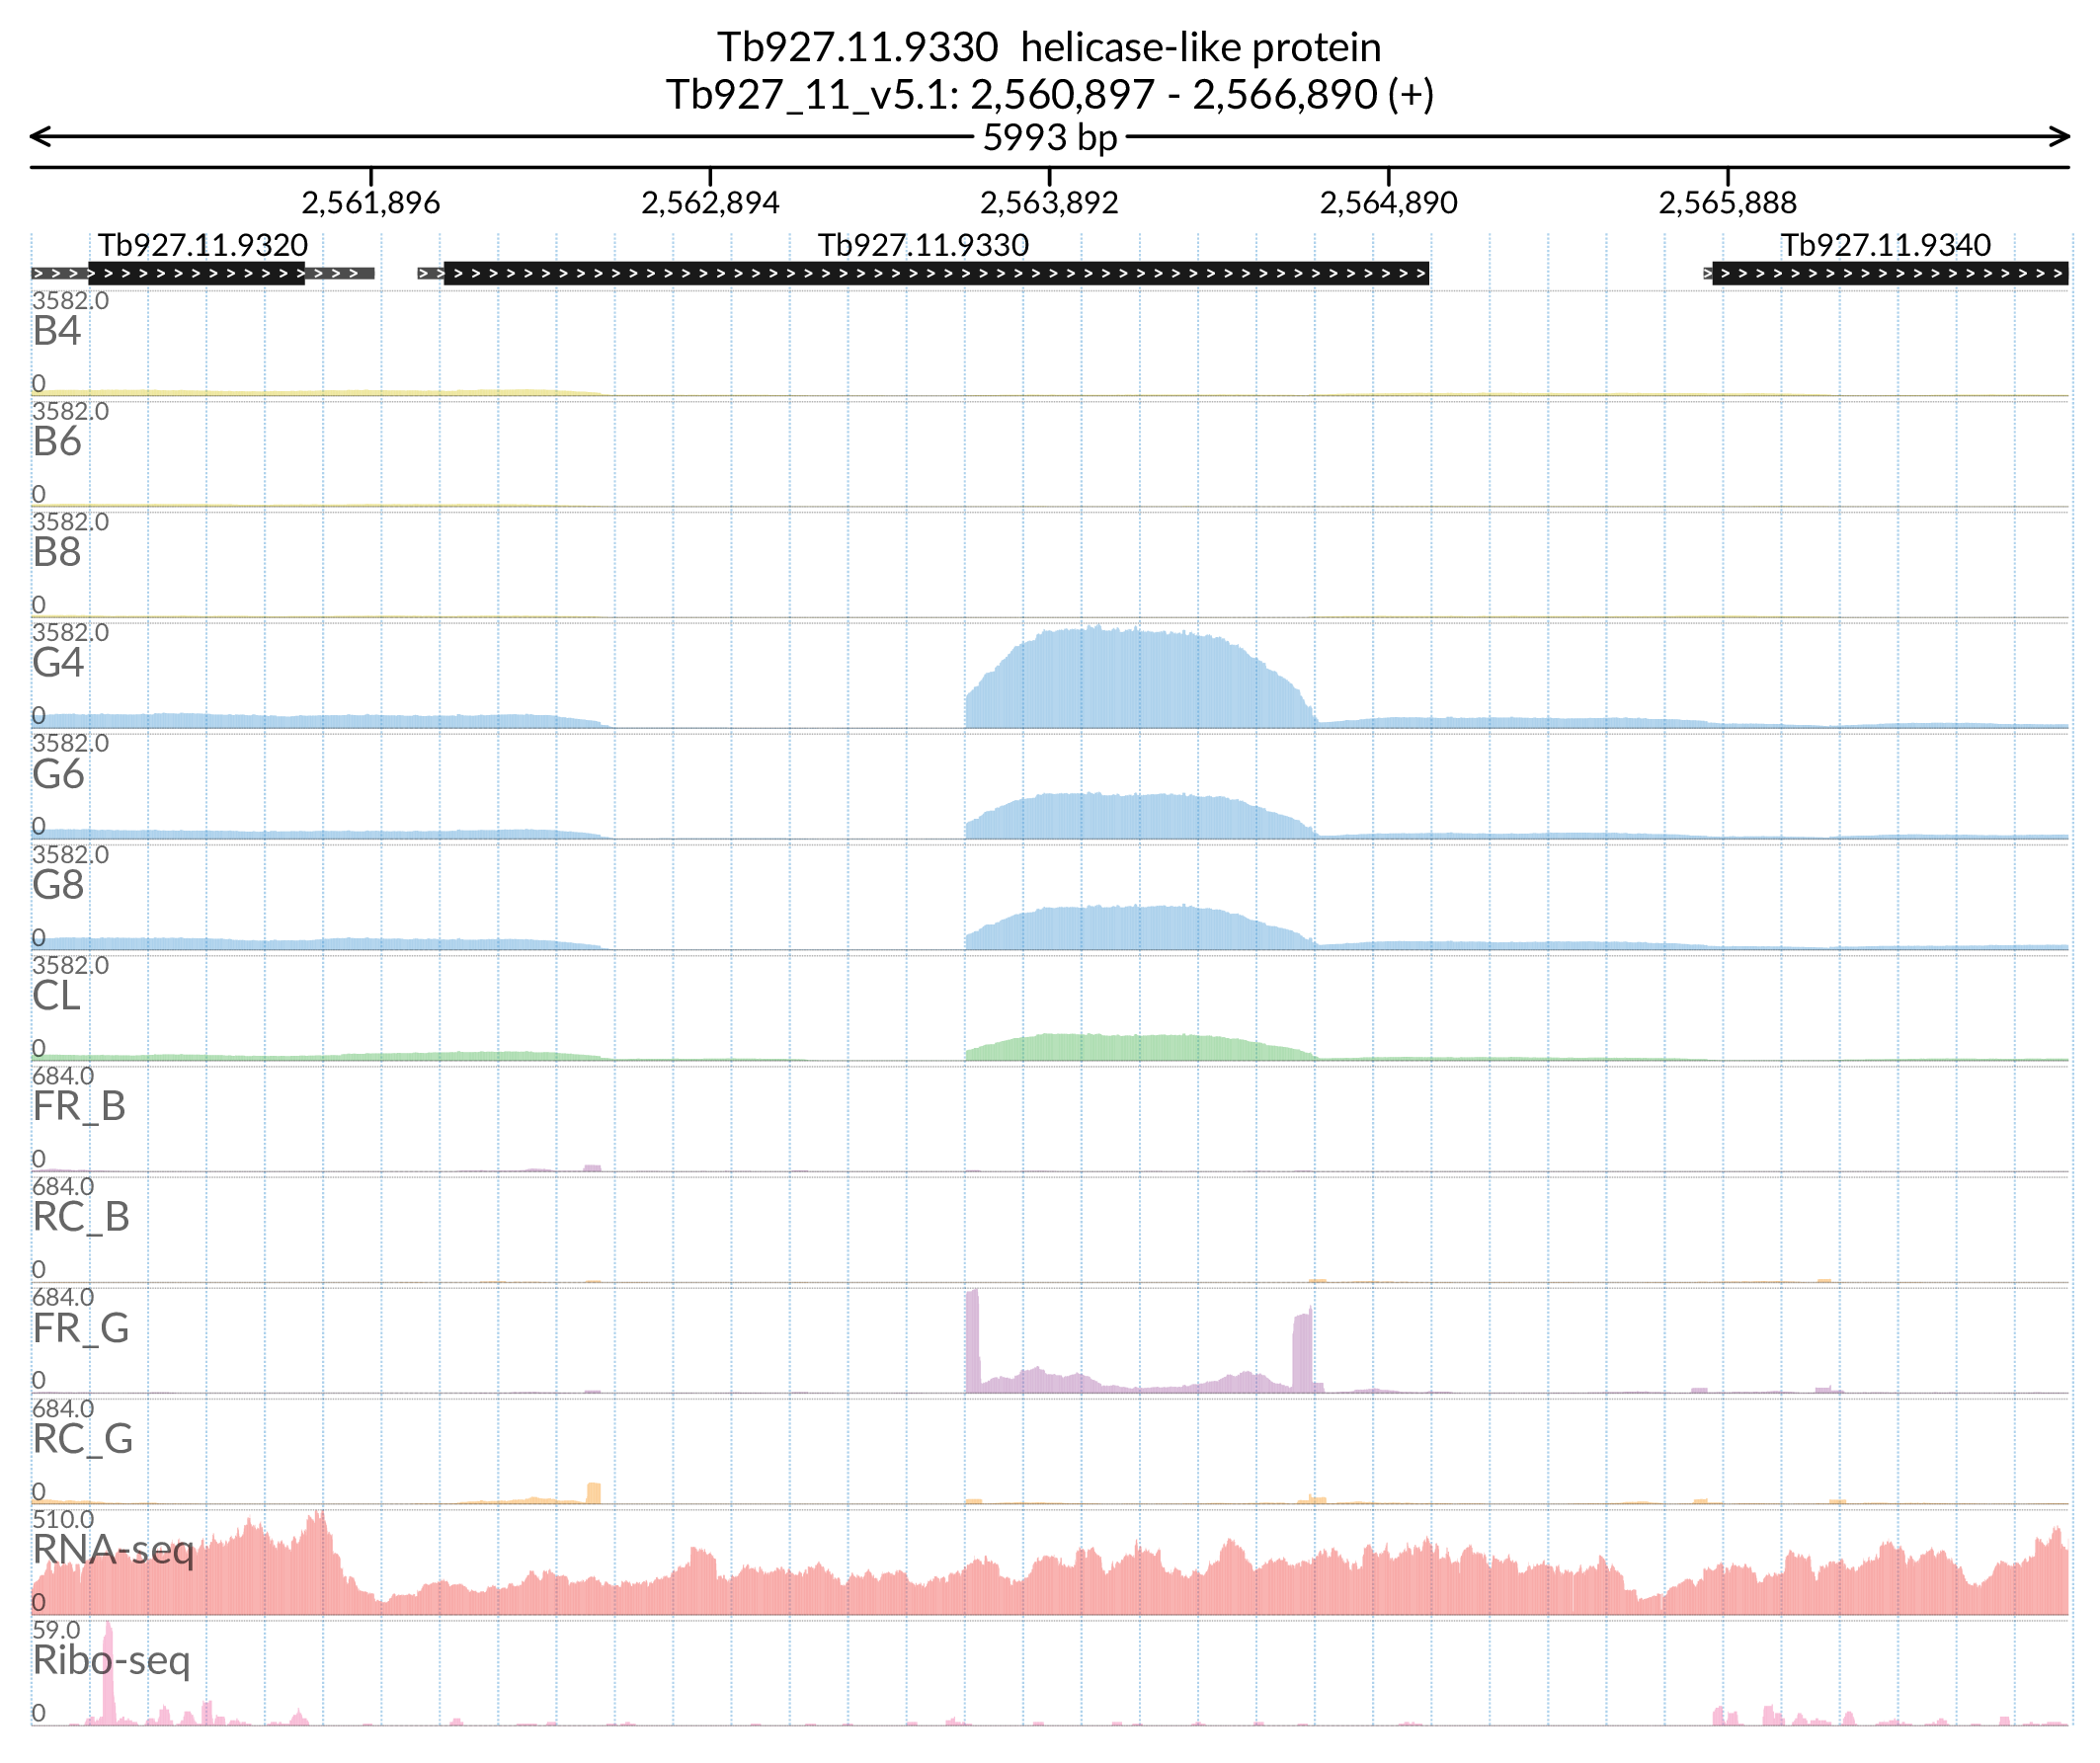 Tb927.11.9330 helicase-like protein
Tb927_11_v5.1: 2,560,897 - 2,566,890 (+)
5993 bp
2,561,896 2,562,894 2,563,892 2,564,890 2,565,888
Tb927.11.9320 Tb927.11.9330 Tb927.11.9340
3582.0
B4
0
3582.0
B6
0
3582.0
B8
0
3582.0
G4
0
3582.0
G6
0
3582.0
G8
0
3582.0
CL
0
684.0
FR_B
0
684.0
RC_B
0
684.0
FR_G
0
684.0
RC_G
0
510.0
RNA-seq
0
59.0
Ribo-seq
0